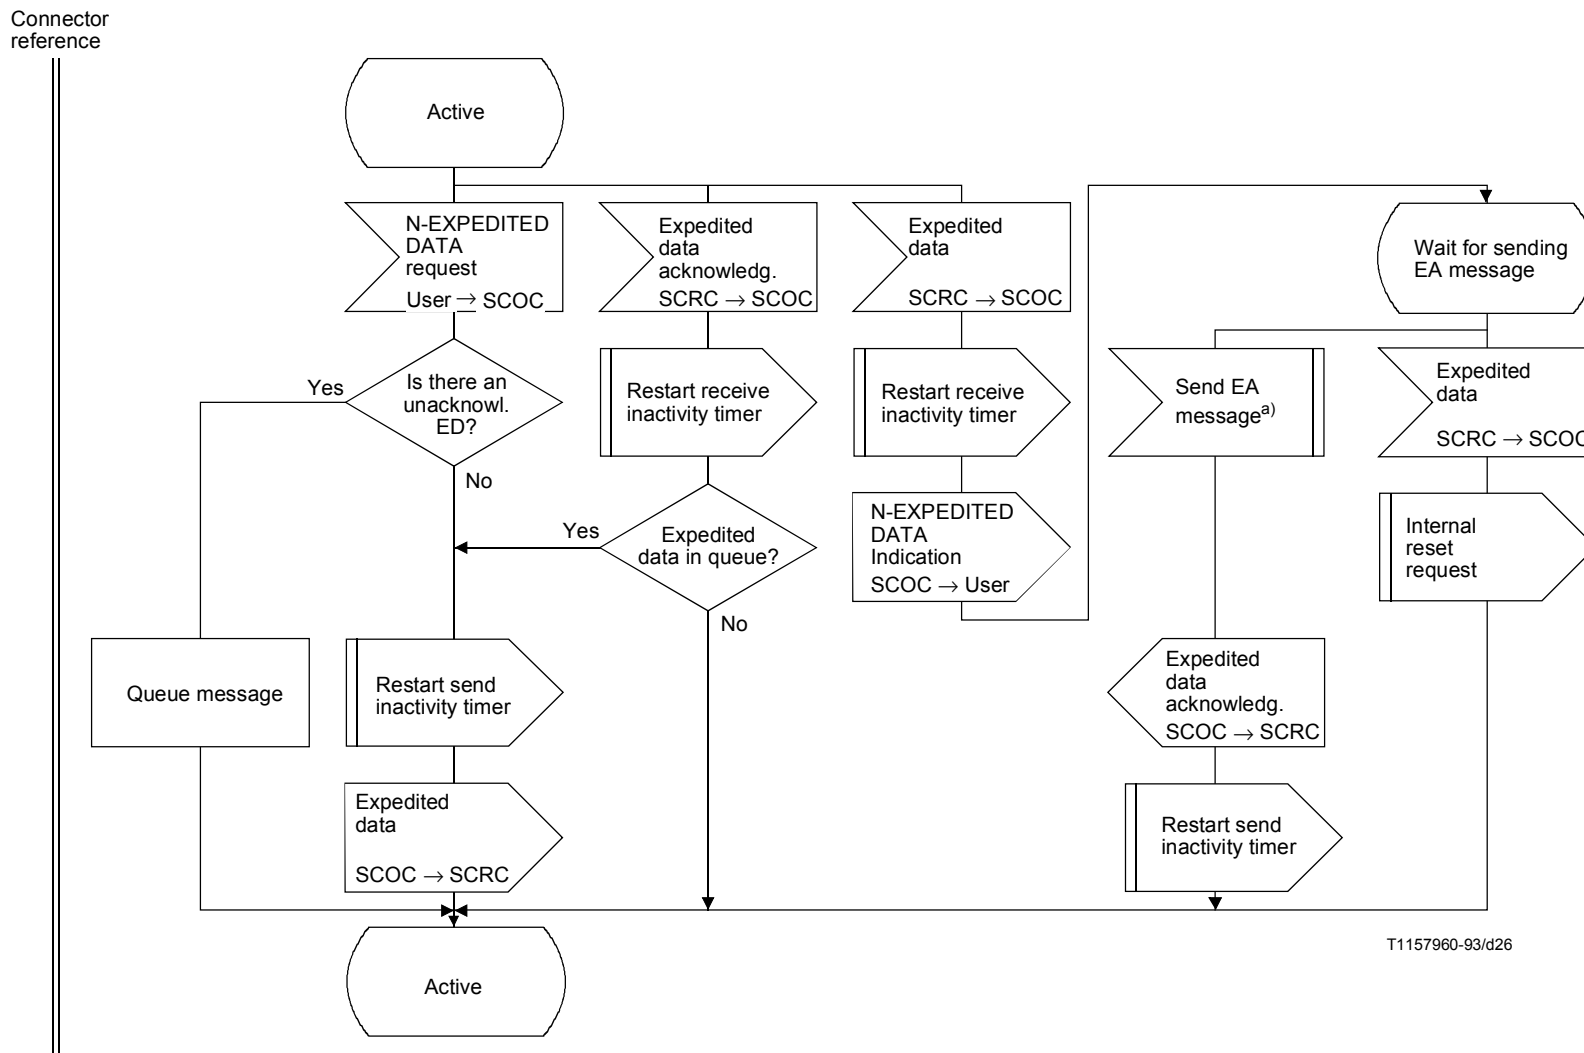 Connector
reference
Active
N-EXPEDITED
DATA
request
User → SCOC
Expedited
data
acknowledg.
SCRC → SCOC
Expedited
data
SCRC → SCOC
Wait for sending
EA message
Yes
Is there an
unacknowl.
ED?
No
Restart receive
inactivity timer
Restart receive
inactivity timer
Send EA
message a)
Expedited
data
SCRC → SCOC
Yes
Expedited
data in queue?
No
N-EXPEDITED
DATA
Indication
SCOC → User
Internal
reset
request
Queue message
Restart send
inactivity timer
Expedited
data
acknowledg.
SCOC → SCRC
Expedited
data
SCOC → SCRC
Restart send
inactivity timer
T1157960-93/d26
Active